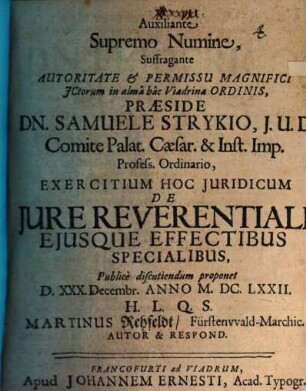 Auxiliante
Supremo Numine,
Suffragante
AUTORITATE & PERMISSU MAGNIFICI
JCtorum in almâ hâc Viadrina ORDINIS,
PRÆSIDE
DN. SAMUELE STRYKIO, J. U. D
Comite Palat. Cæsar. & Inst. Imp.
Profess. Ordinario,
EXERCITIUM HOC JURIDICUM
DE
JURE REVERENTIALI
EJUSQUE EFFECTIBUS
SPECIALIBUS,
Publicè discutiendum proponet
D. XXX. Decembr. ANNO M. DC. LXXII.
H. L. Q. S.
MARTINUS Rehfeldt/ Fürstenvvald-Marchic.
AUTOR & RESPOND.
FRANCOFURTI ad VIADRUM,
Apud JOHANNEM ERNESTI, Acad. Typogr.